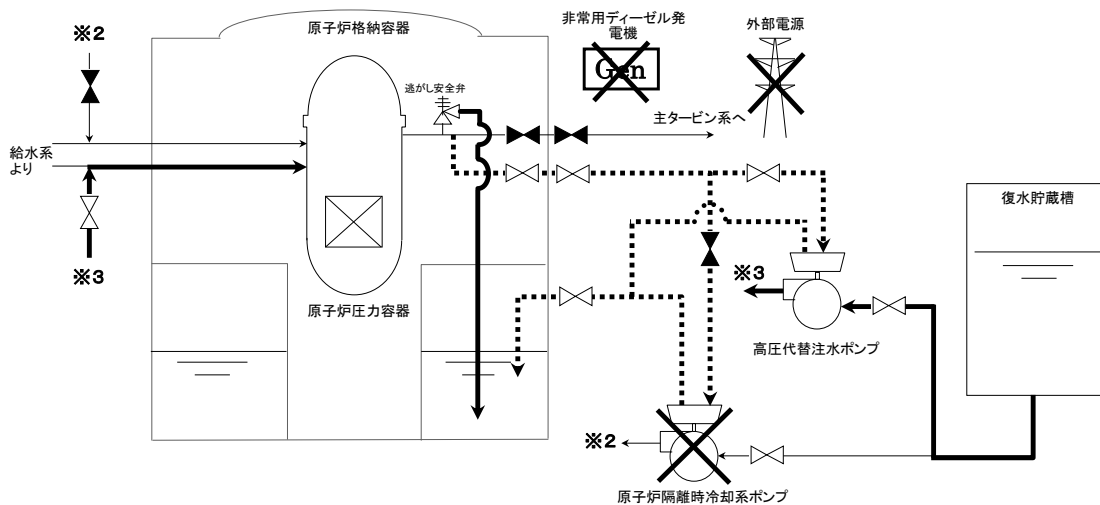 原子炉格納容器
※2
非常用ディーゼル発
電機
Gen
外部電源
逃がし安全弁
主タービン系へ
給水系
より
復水貯蔵槽
※3
※3
原子炉圧力容器
高圧代替注水ポンプ
※2
原子炉隔離時冷却系ポンプ